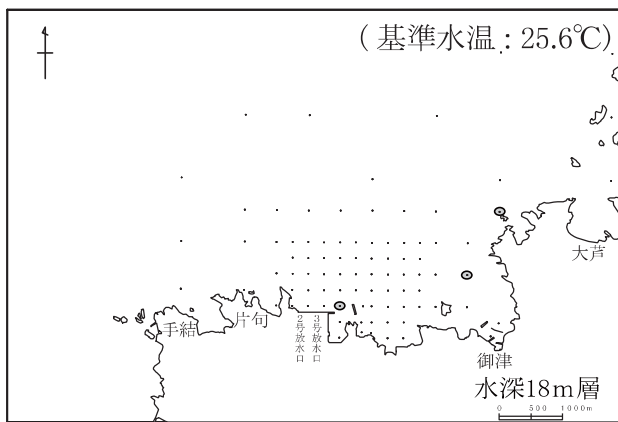 (基準水温：25.6℃)
大芦
片句
手結
2号放水口
3号放水口
御津
水深18m層
0 500 1000m